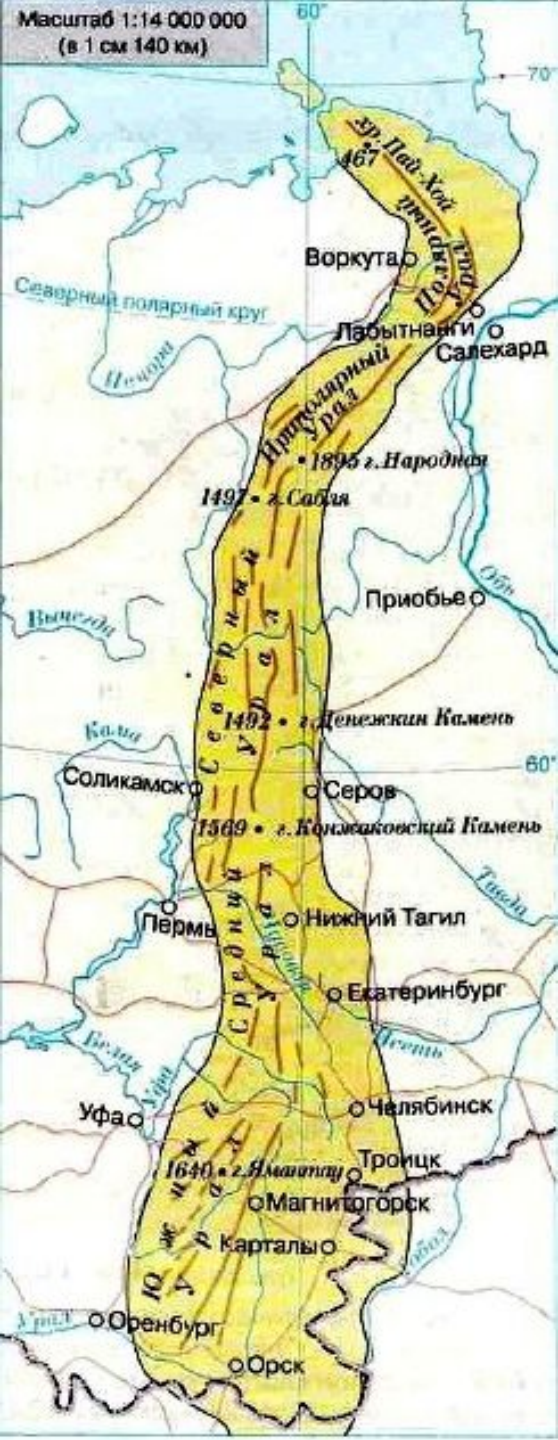 Масштаб 1:14 000 000
(в 1 см 140 км)
60°
70°
хр. Пай-Хой
467
Полярный
Урал
Воркута
Северный полярный круг
Лабытнанги
Салехард
Печора
Приполярный
Урал
1895 г. Народная
1497 г. Сабля
Обь
Приобье
Вычегда
Северный
Урал
1492 г. Денежкин Камень
Кама
60°
Соликамск
Серов
1569 г. Конжаковский Камень
Тавда
Средний
Урал
Пермь
Нижний Тагил
Чусовая
Екатеринбург
Исеть
Белая
Уфа
Уфа
Челябинск
Южный
Урал
1640 г. Ямантау
Троицк
Магнитогорск
Карталы
Тобол
Урал
Оренбург
Орск